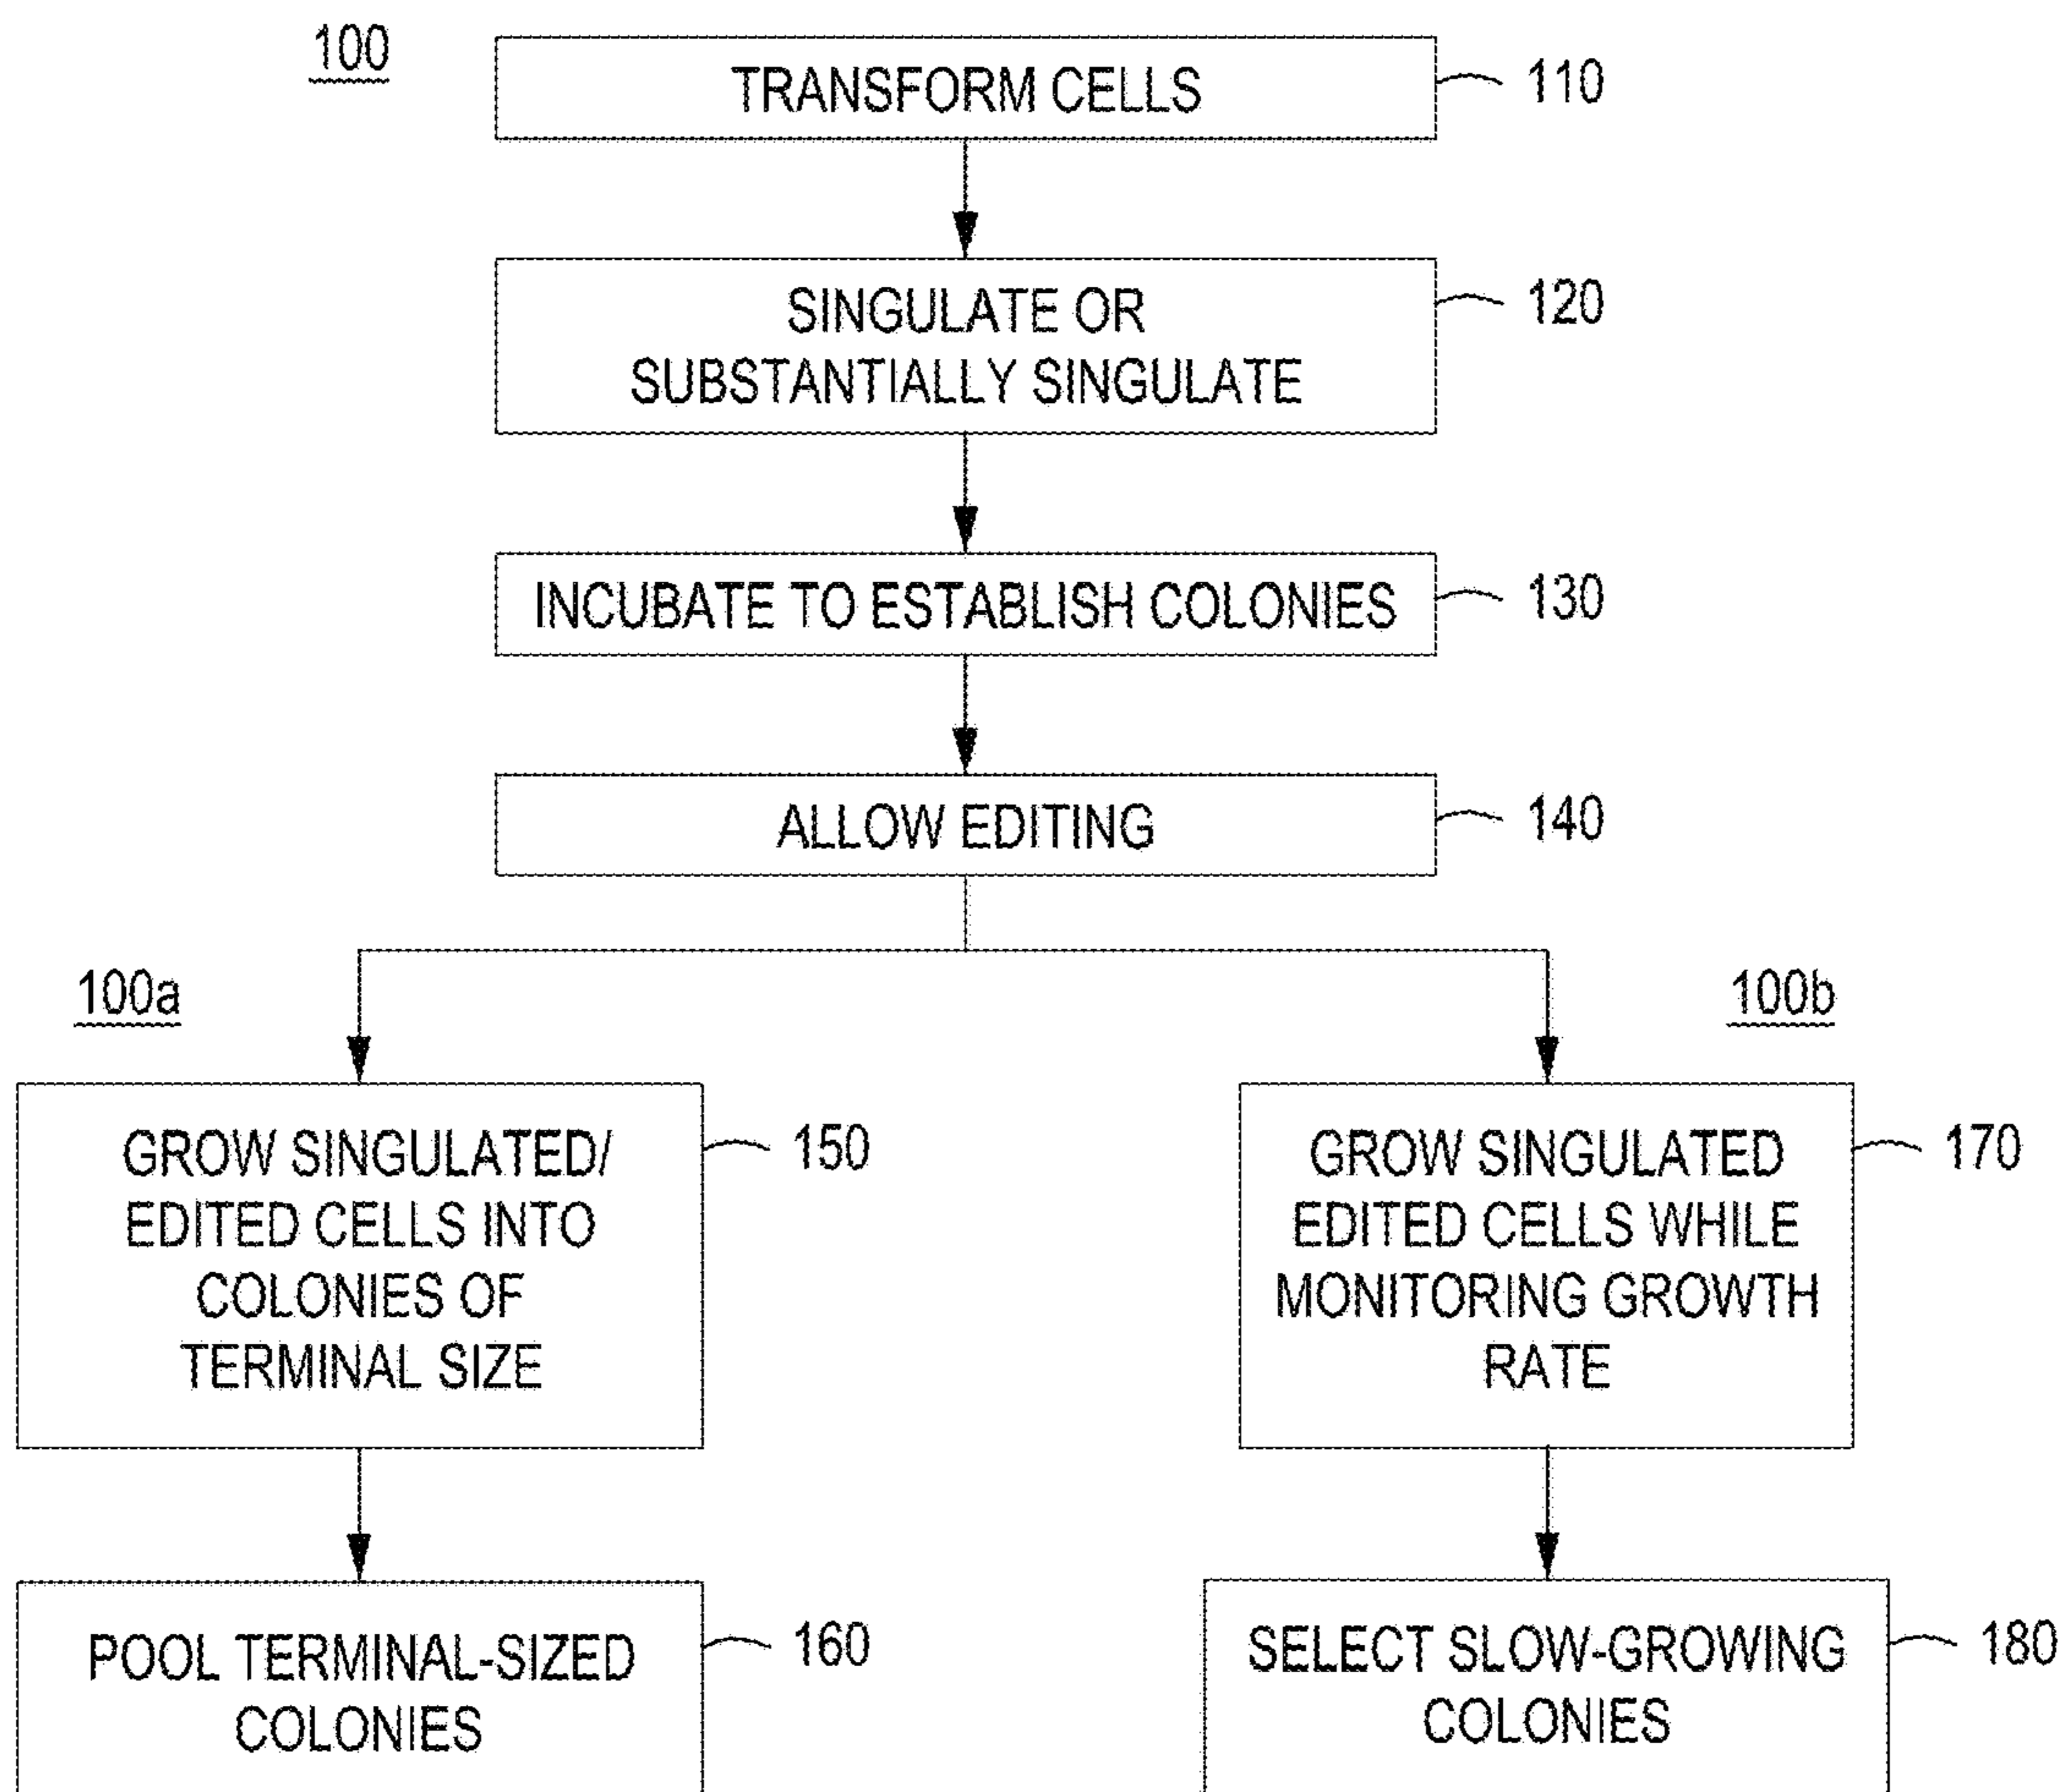 100
TRANSFORM CELLS
110
SINGULATE OR
SUBSTANTIALLY SINGULATE
120
INCUBATE TO ESTABLISH COLONIES
130
ALLOW EDITING
140
100a
100b
GROW SINGULATED/
EDITED CELLS INTO
COLONIES OF
TERMINAL SIZE
150
GROW SINGULATED
EDITED CELLS WHILE
MONITORING GROWTH
RATE
170
POOL TERMINAL-SIZED
COLONIES
160
SELECT SLOW-GROWING
COLONIES
180